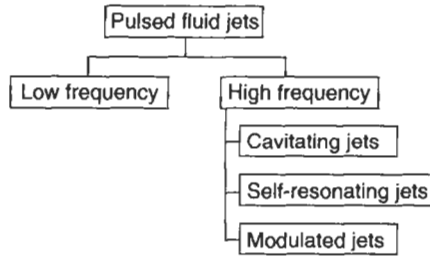 Pulsed fluid jets
Low frequency
High frequency
Cavitating jets
Self-resonating jets
Modulated jets